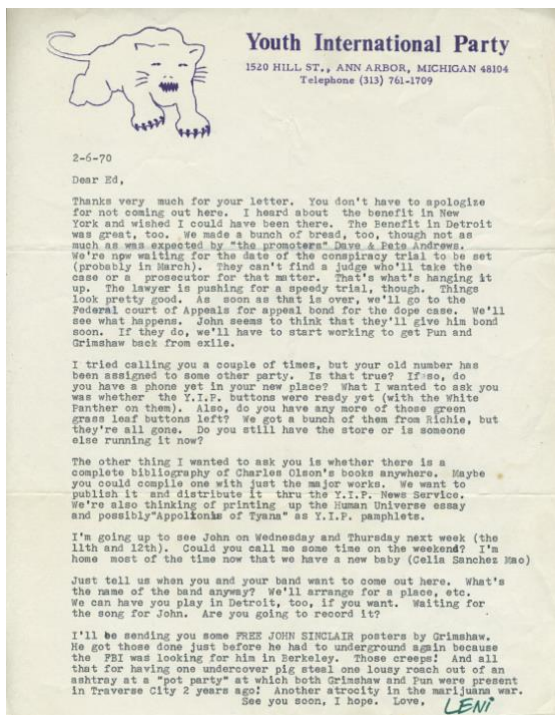 Youth International Party
1520 HILL ST., ANN ARBOR, MICHIGAN 48104
Telephone (313) 761-1709
2-6-70
Dear Ed,
Thanks very much for your letter. You don't have to apologize
for not coming out here. I heard about the benefit in New
York and wished I could have been there. The Benefit in Detroit
was great, too. We made a bunch of bread, too, though not as
much as was expected by "the promoters" Dave & Pete Andrews.
We're now waiting for the date of the conspiracy trial to be set
(probably in March). They can't find a judge who'll take the
case or a prosecutor for that matter. That's what's hanging it
up. The lawyer is pushing for a speedy trial, though. Things
look pretty good. As soon as that is over, we'll go to the
Federal court of Appeals for appeal bond for the dope case. We'll
see what happens. John seems to think that they'll give him bond
soon. If they do, we'll have to start working to get Pun and
Grimshaw back from exile.
I tried calling you a couple of times, but your old number has
been assigned to some other party. Is that true? If so, do
you have a phone yet in your new place? What I wanted to ask you
was whether the Y.I.P. buttons were ready yet (with the White
Panther on them). Also, do you have any more of those green
grass leaf buttons left? We got a bunch of them from Richie, but
they're all gone. Do you still have the store or is someone
else running it now?
The other thing I wanted to ask you is whether there is a
complete bibliography of Charles Olson's books anywhere. Maybe
you could compile one with just the major works. We want to
publish it and distribute it thru the Y.I.P. News Service.
We're also thinking of printing up the Human Universe essay
and possibly"Appolkonis of Tyana" as Y.I.P. pamphlets.
I'm going up to see John on Wednesday and Thursday next week (the
11th and 12th). Could you call me some time on the weekend? I'm
home most of the time now that we have a new baby (Celia Sanchez Mao)
Just tell us when you and your band want to come out here. What's
the name of the band anyway? We'll arrange for a place, etc.
We can have you play in Detroit, too, if you want. Waiting for
the song for John. Are you going to record it?
I'll be sending you some FREE JOHN SINCLAIR posters by Grimshaw.
He got those done just before he had to underground again because
the FBI was looking for him in Berkeley. Those creeps! And all
that for having one undercover pig steal one lousy roach out of an
ashtray at a "pot party" at which both Grimshaw and Pun were present
in Traverse City 2 years ago! Another atrocity in the marijuana war.
See you soon, I hope. Love, LENI